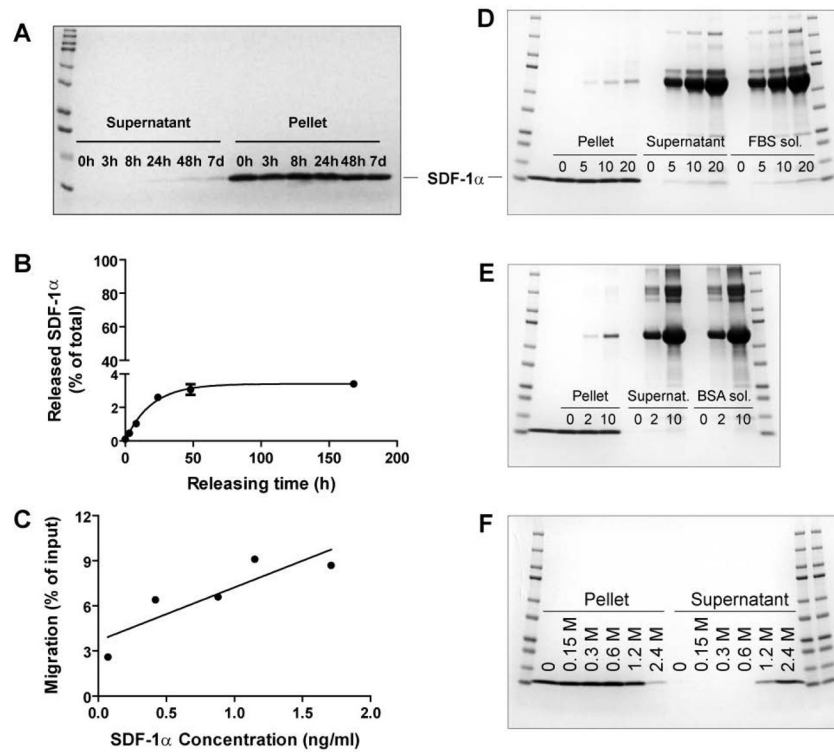 A
Supernatant Pellet
0h 3h 8h 24h 48h 7d 0h 3h 8h 24h 48h 7d
SDF-1α
B
Released SDF-1α
(% of total)
100
80
60
40
4
2
0
0 50 100 150 200
Releasing time (h)
C
Migration (% of input)
12
9
6
3
0
0.0 0.5 1.0 1.5 2.0
SDF-1α Concentration (ng/ml)
D
Pellet Supernatant FBS sol.
0 5 10 20 0 5 10 20 0 5 10 20
E
Pellet Supernat. BSA sol.
0 2 10 0 2 10 0 2 10
F
Pellet Supernatant
0 0.15 M 0.3 M 0.6 M 1.2 M 2.4 M 0 0.15 M 0.3 M 0.6 M 1.2 M 2.4 M